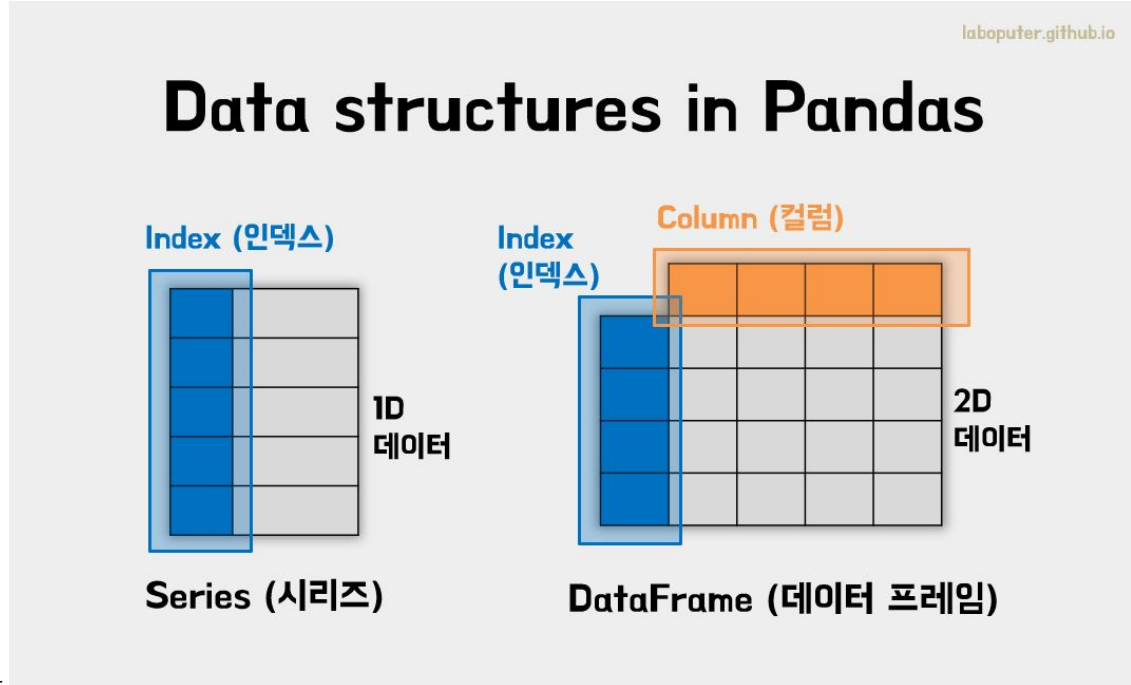 laboputer.github.io
Data structures in Pandas
Index (인덱스)
1D
데이터
Series (시리즈)
Index
(인덱스)
Column (컬럼)
2D
데이터
DataFrame (데이터 프레임)